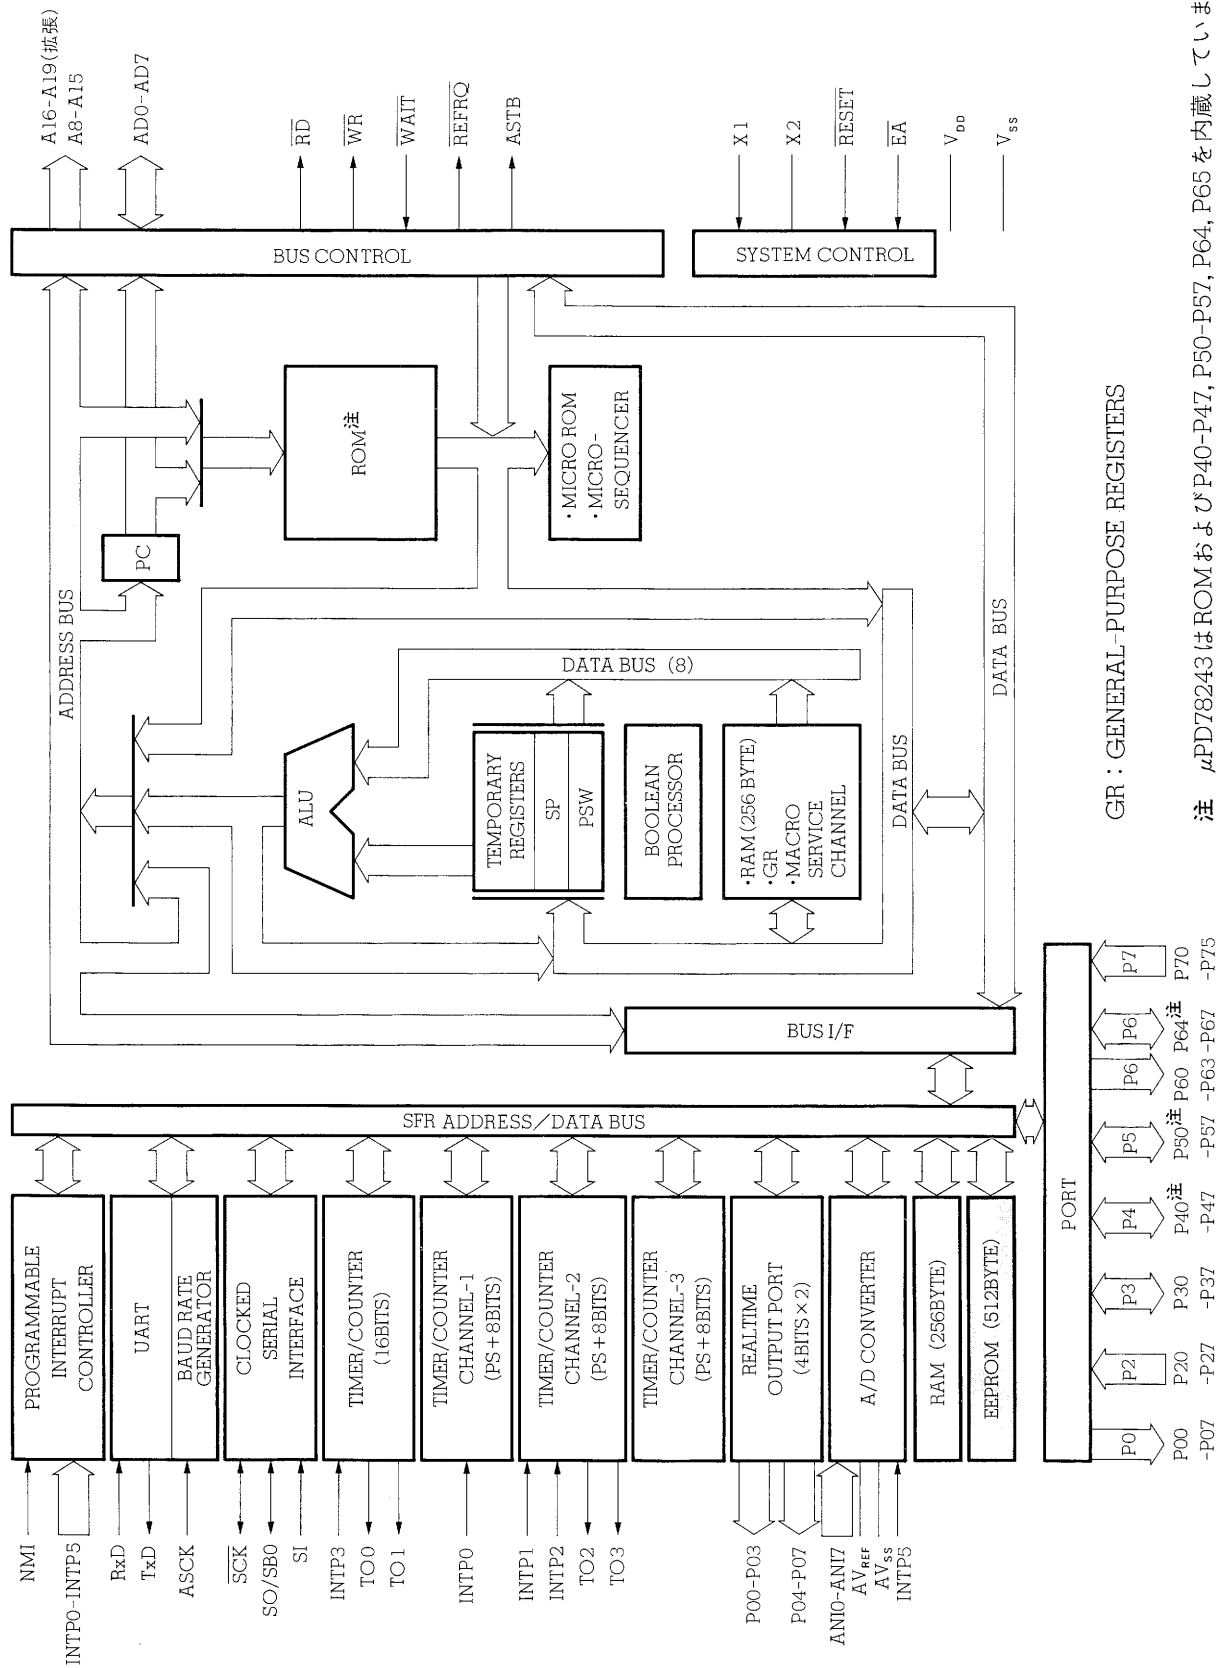 NMI
INTP0-INTP5
RxD
TxD
ASCK
SCK
SO/SB0
SI
INTP3
TO0
TO1
INTP0
INTP1
INTP2
TO2
TO3
P00-P03
P04-P07
ANI0-ANI7
AVREF
AVSS
INTP5
PROGRAMMABLE
INTERRUPT
CONTROLLER
UART
BAUD RATE
GENERATOR
CLOCKED
SERIAL
INTERFACE
TIMER/COUNTER
(16BITS)
TIMER/COUNTER
CHANNEL-1
(PS+8BITS)
TIMER/COUNTER
CHANNEL-2
(PS+8BITS)
TIMER/COUNTER
CHANNEL-3
(PS+8BITS)
REALTIME
OUTPUT PORT
(4BITS×2)
A/D CONVERTER
RAM (256BYTE)
EEPROM (512BYTE)
SFR ADDRESS/DATA BUS
BUS I/F
PORT
P0
P2
P3
P4
P5
P6
P6
P7
P00
-P07
P20
-P27
P30
-P37
P40注
-P47
P50注
-P57
P60
-P63
P64注
-P67
P70
-P75
ADDRESS BUS
PC
ALU
TEMPORARY
REGISTERS
SP
PSW
BOOLEAN
PROCESSOR
・RAM(256 BYTE)
・GR
・MACRO
SERVICE
CHANNEL
DATA BUS (8)
DATA BUS
DATA BUS
ROM注
・MICRO ROM
・MICRO-
SEQUENCER
BUS CONTROL
SYSTEM CONTROL
A16-A19(拡張)
A8-A15
AD0-AD7
RD
WR
WAIT
REFRQ
ASTB
X1
X2
RESET
EA
VDD
VSS
GR：GENERAL-PURPOSE REGISTERS
注 μPD78243はROMおよびP40-P47, P50-P57, P64, P65を内蔵していま